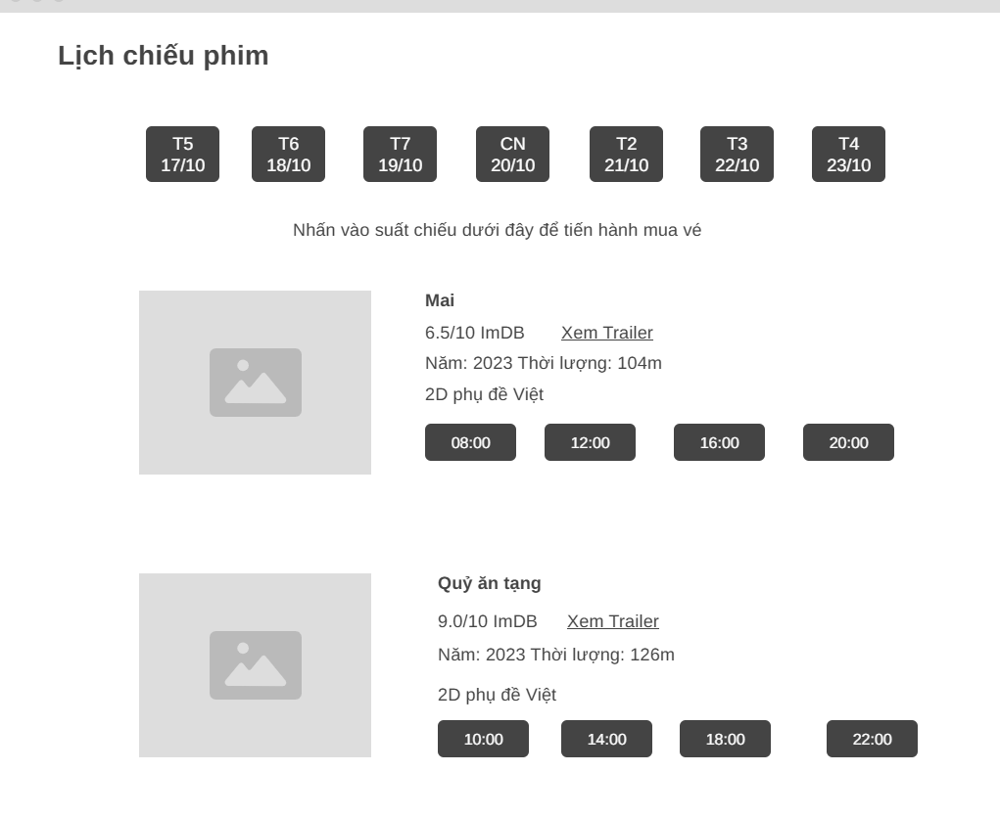 Lịch chiếu phim
T5 T6 T7 CN T2 T3 T4
17/10 18/10 19/10 20/10 21/10 22/10 23/10
Nhấn vào suất chiếu dưới đây để tiến hành mua vé
Mai
6.5/10 ImDB Xem Trailer
Năm: 2023 Thời lượng: 104m
2D phụ đề Việt
08:00 12:00 16:00 20:00
Quỷ ăn tạng
9.0/10 ImDB Xem Trailer
Năm: 2023 Thời lượng: 126m
2D phụ đề Việt
10:00 14:00 18:00 22:00